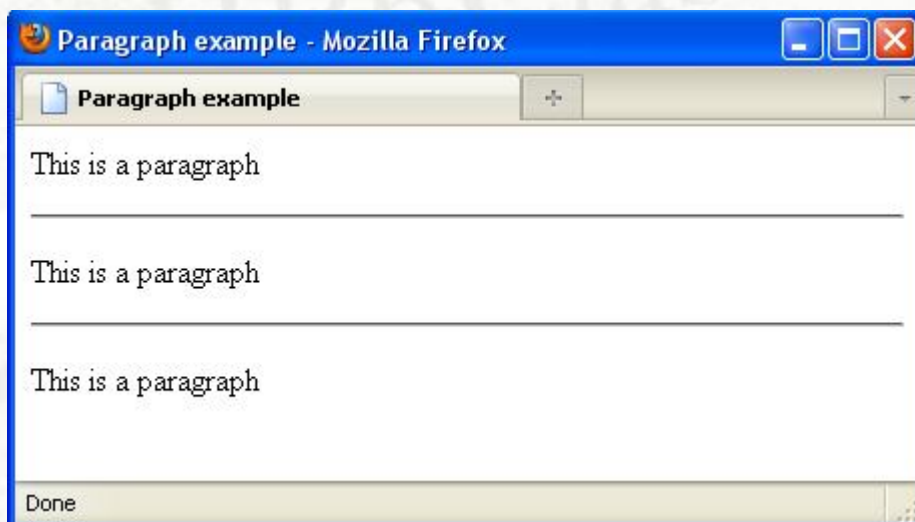 Paragraph example - Mozilla Firefox
Paragraph example
This is a paragraph
This is a paragraph
This is a paragraph
Done